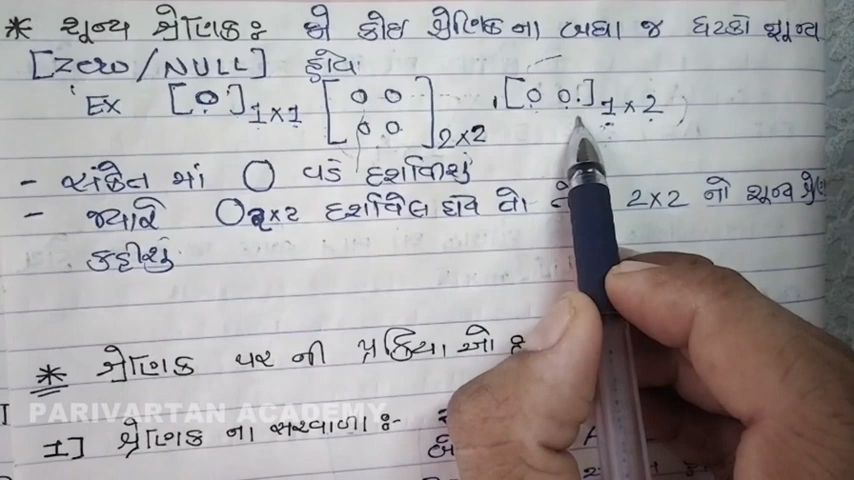 * શૂન્ય શ્રેણિક : જો કોઇ શ્રેણિક ના બધા જ ઘટકો શૂન્ય
[Zero/NULL] હોય
Ex [0]1×1 [0 0 0 0]2×2 , [0 0]1×2
- સંકેત માં O વડે દર્શાવીશું
- જ્યારે O2×2 દર્શાવેલ હોય તો 2×2 નો શૂન્ય
કહીશું
* શ્રેણિક પર ની પ્રક્રિયાઓ :
PARIVARTAN ACADEMY
1] શ્રેણિક ના સરવાળા :-